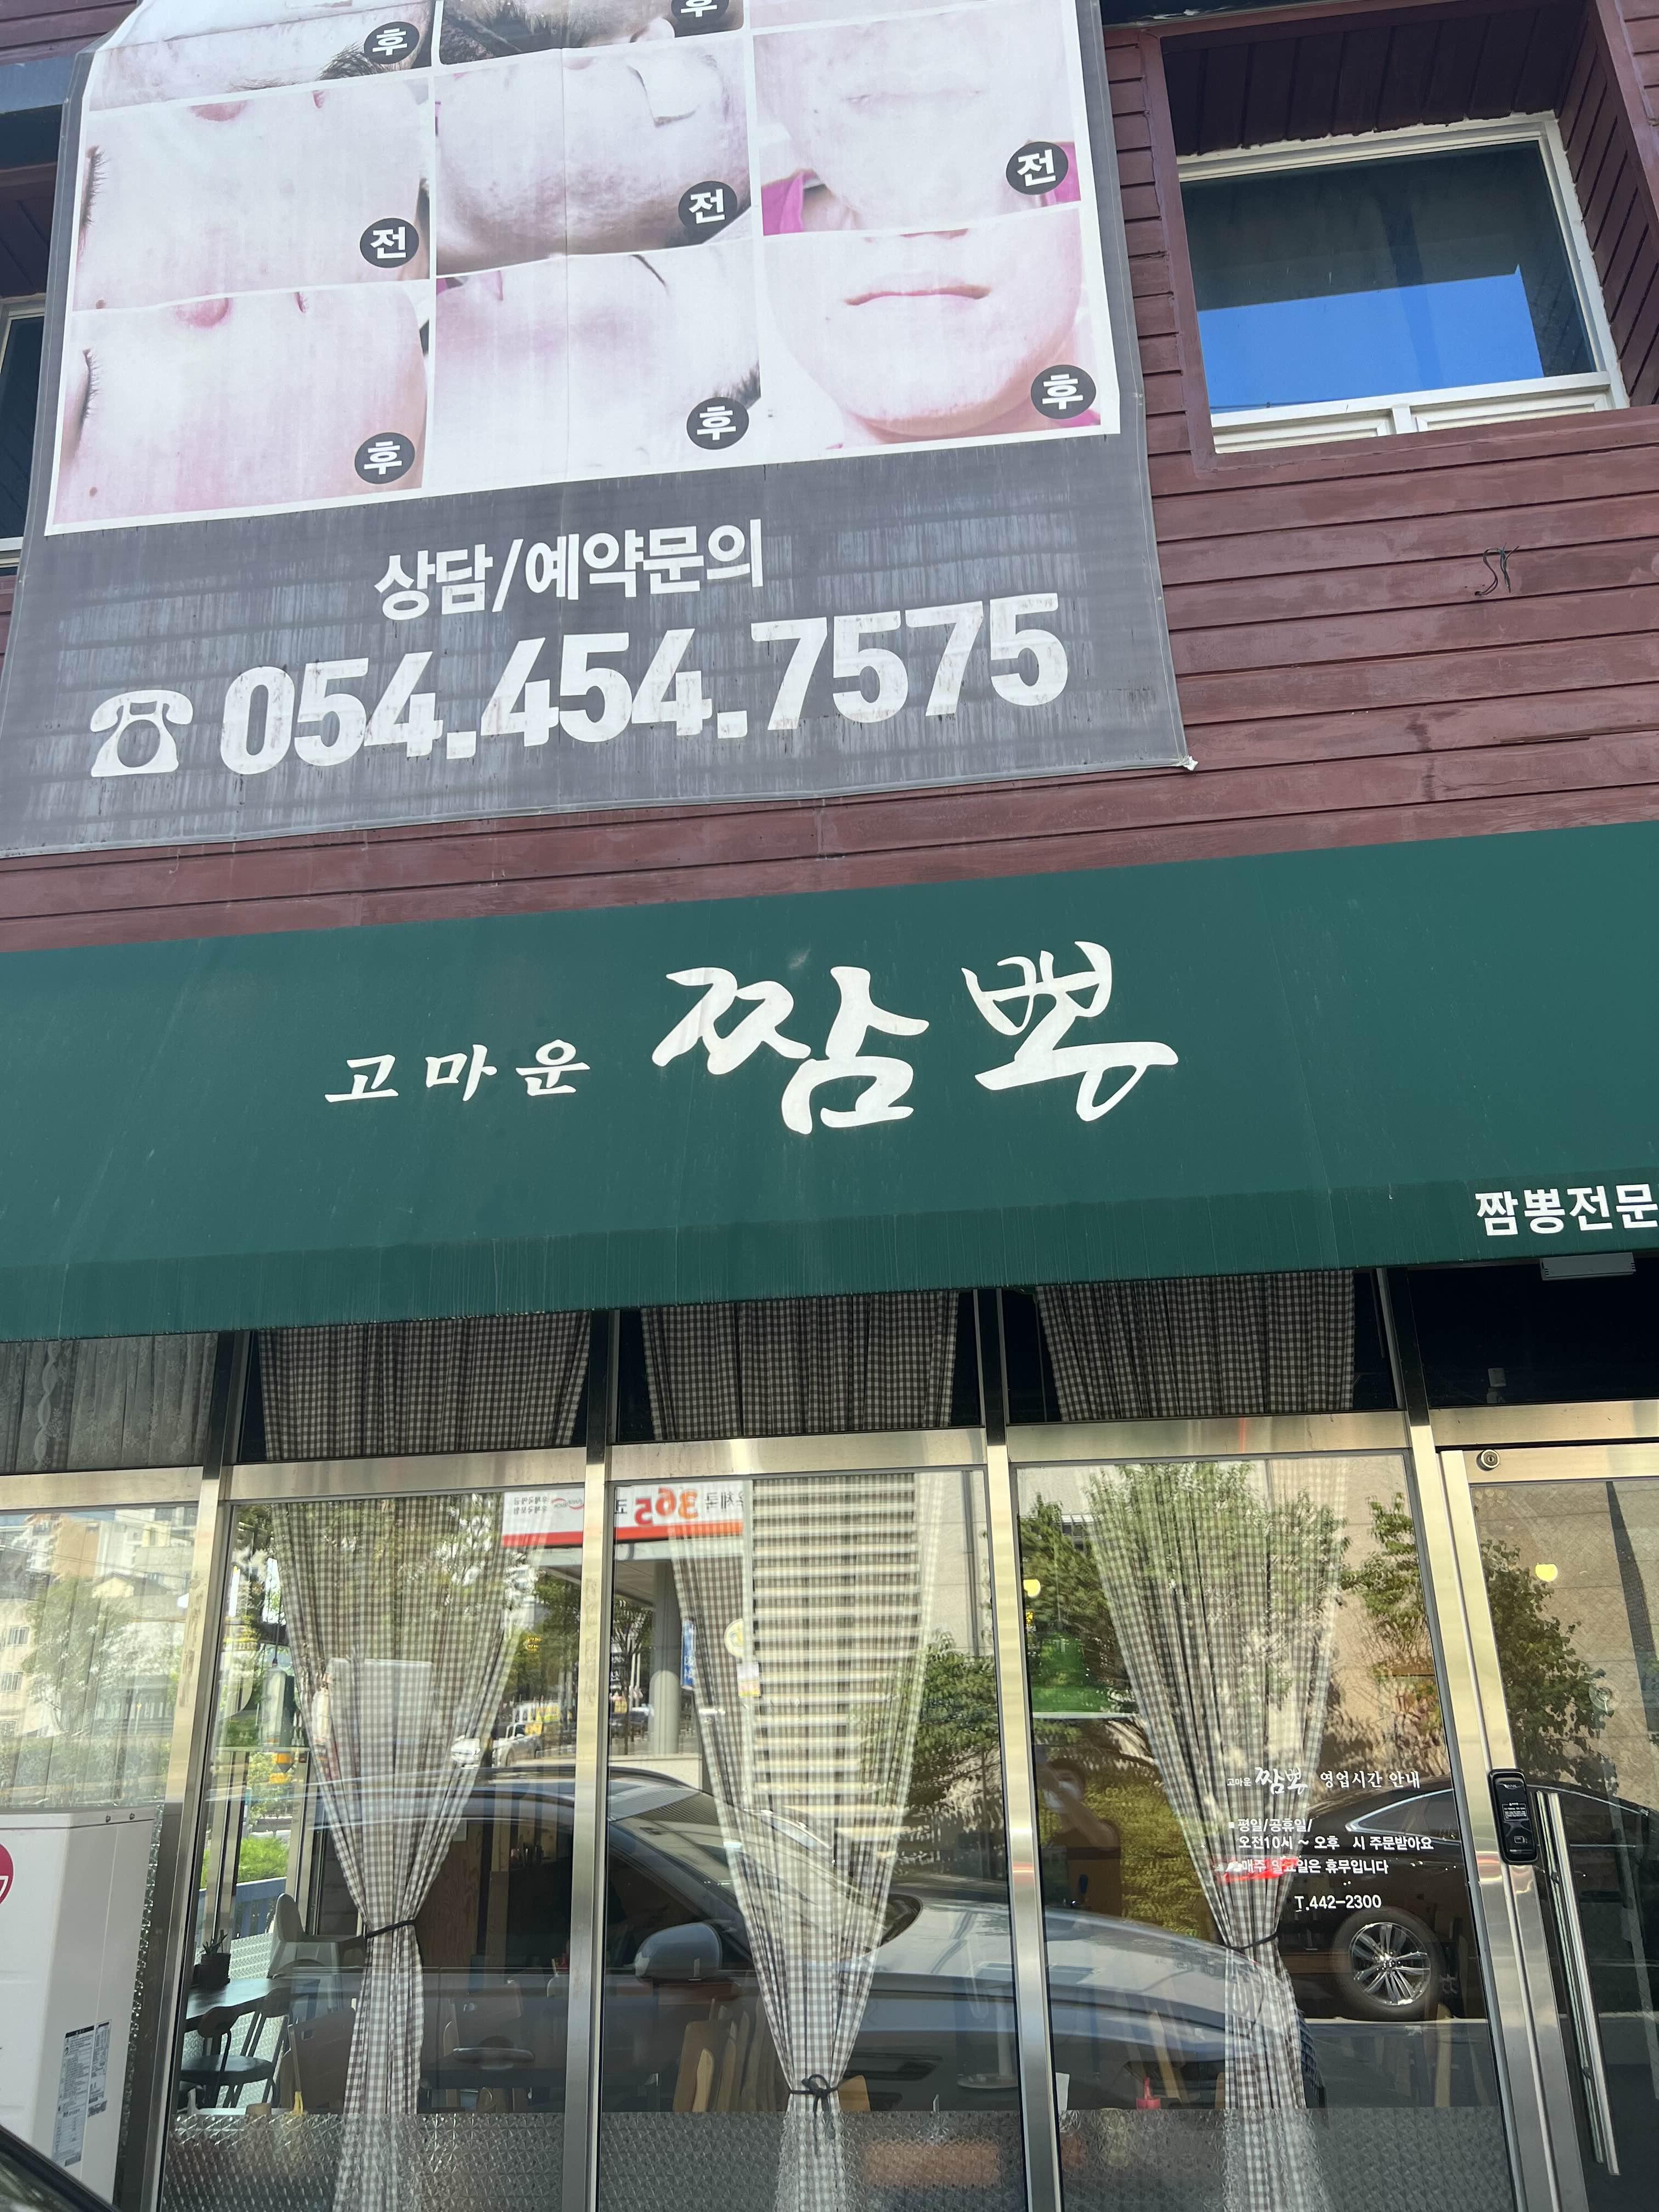 후
후
전
전
전
후
후
후
상담/예약문의
054.454.7575
고마운 짬뽕
짬뽕전문
365
고마운 짬뽕 영업시간 안내
평일/공휴일/
오전10시 ~ 오후 시 주문받아요
매주 일요일은 휴무입니다
T.442-2300